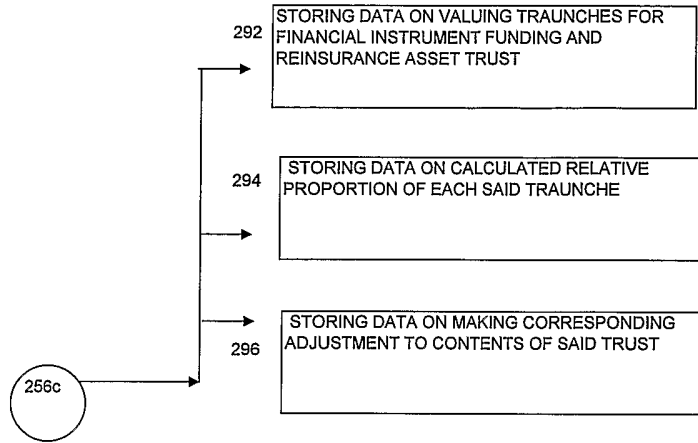 292
STORING DATA ON VALUING TRAUNCHES FOR
FINANCIAL INSTRUMENT FUNDING AND
REINSURANCE ASSET TRUST
294
STORING DATA ON CALCULATED RELATIVE
PROPORTION OF EACH SAID TRAUNCHE
296
STORING DATA ON MAKING CORRESPONDING
ADJUSTMENT TO CONTENTS OF SAID TRUST
256c